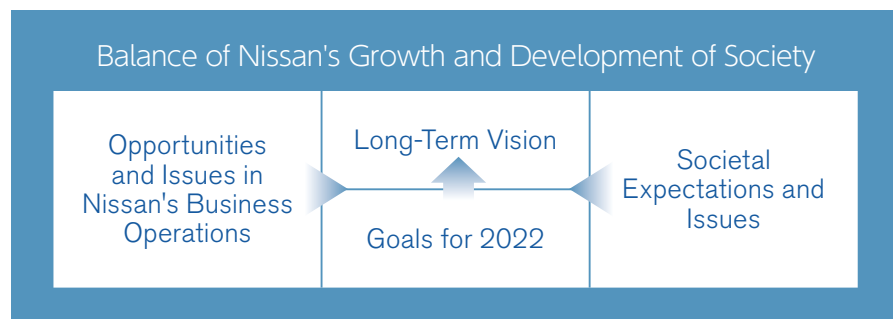 Balance of Nissan's Growth and Development of Society
Opportunities
and Issues in
Nissan's Business
Operations
Long-Term Vision
Goals for 2022
Societal
Expectations and
Issues